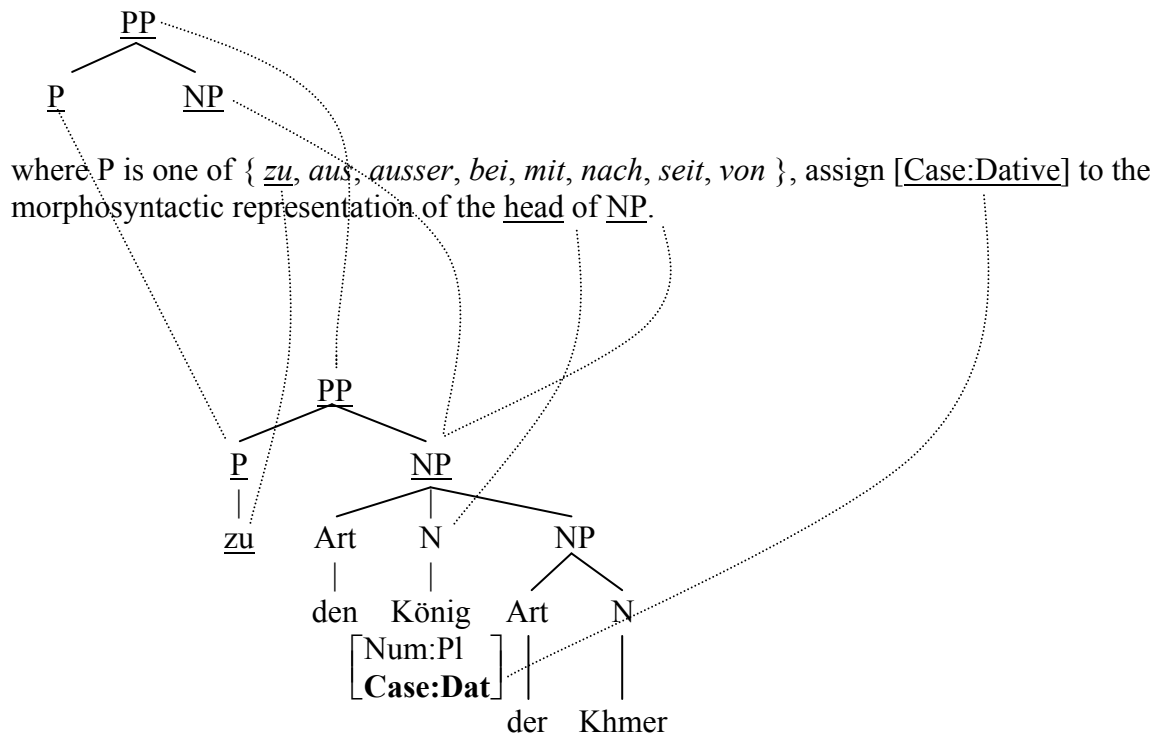 PP
P NP
where P is one of { zu, aus, ausser, bei, mit, nach, seit, von }, assign [Case:Dative] to the
morphosyntactic representation of the head of NP.
PP
P NP
zu Art N NP
den König Art N
Num:Pl
Case:Dat
der Khmer